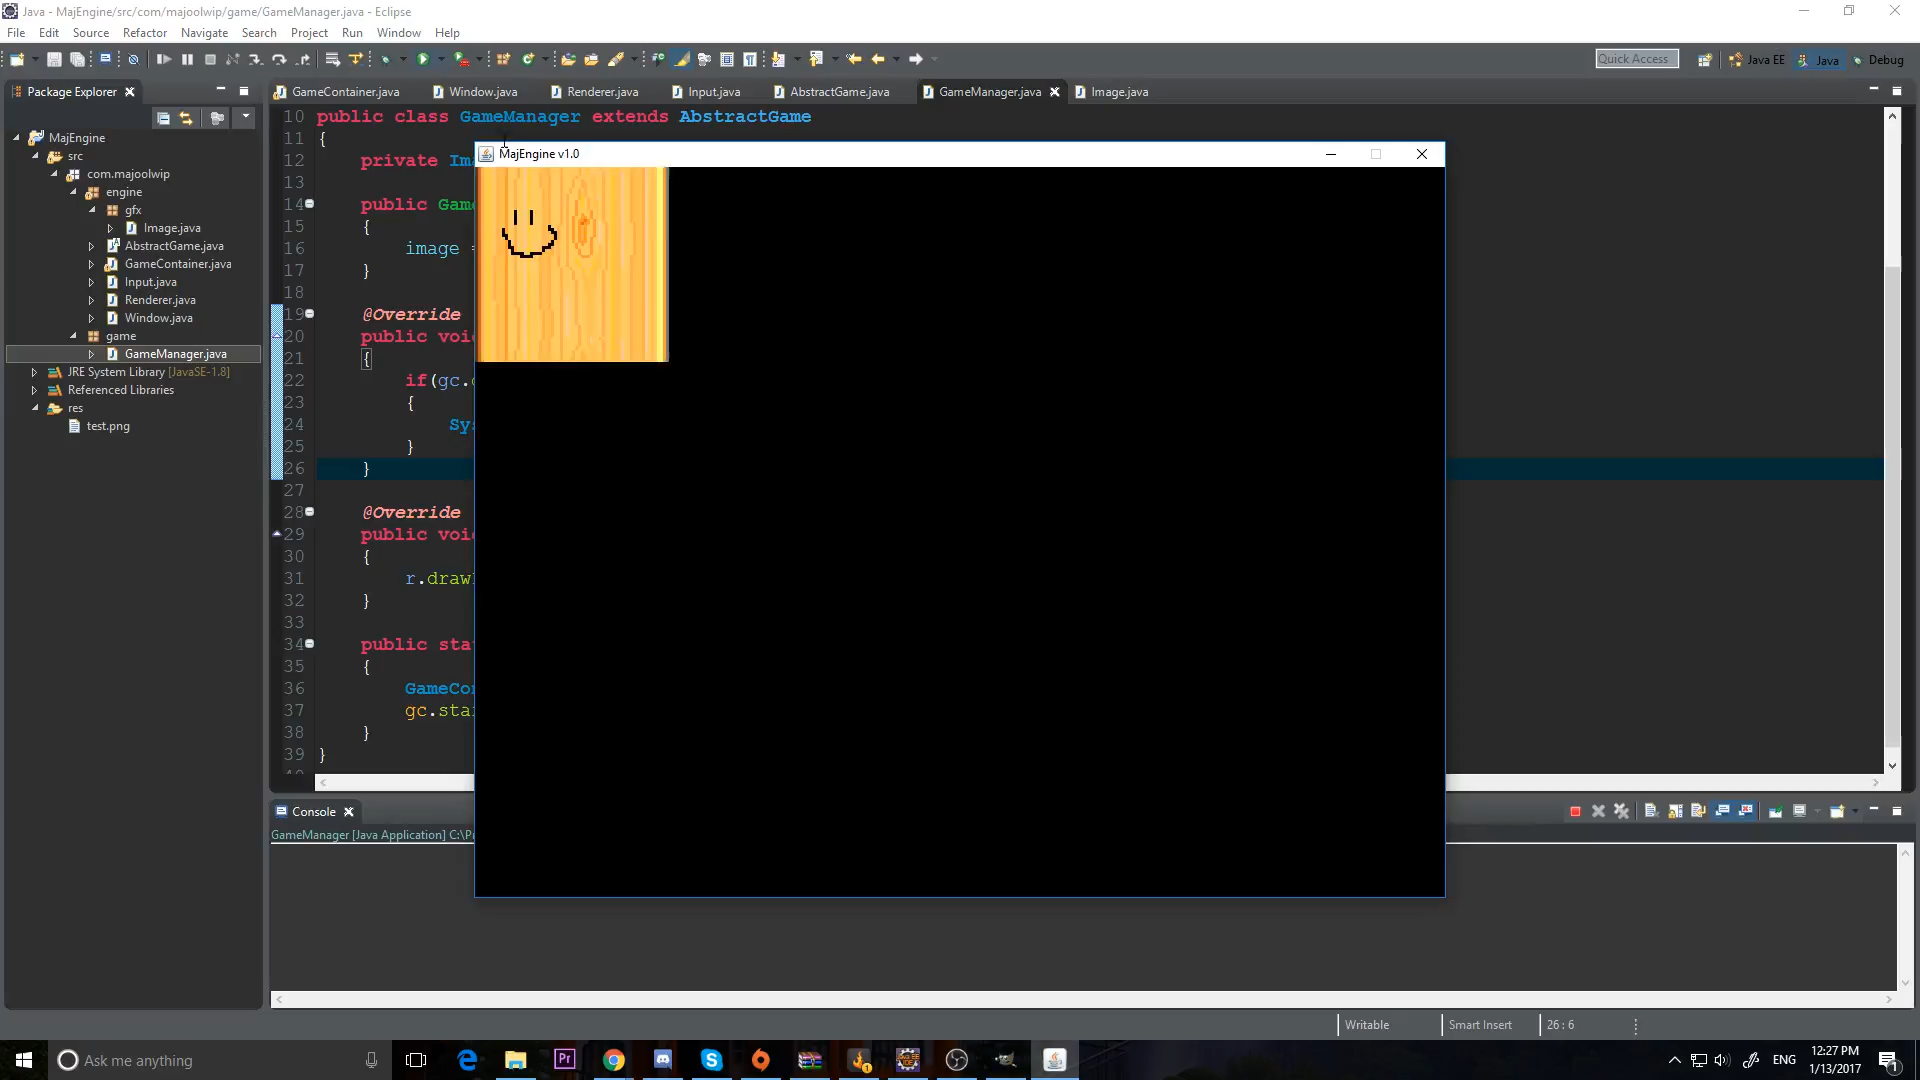 Java - MajEngine/src/com/majoolwip/game/GameManager.java - Eclipse
File Edit Source Refactor Navigate Search Project Run Window Help
Quick Access Java EE Java Debug
Package Explorer
GameContainer.java Window.java Renderer.java Input.java AbstractGame.java GameManager.java Image.java
MajEngine
src
com.majoolwip
engine
gfx
Image.java
AbstractGame.java
GameContainer.java
Input.java
Renderer.java
Window.java
game
GameManager.java
JRE System Library [JavaSE-1.8]
Referenced Libraries
res
test.png
10 public class GameManager extends AbstractGame
11 {
12 private Ima
13
14 public Game
15 {
16 image =
17 }
18
19 @Override
20 public voi
21 {
22 if(gc.
23 {
24 Sys
25 }
26 }
27
28 @Override
29 public voi
30 {
31 r.draw
32 }
33
34 public sta
35 {
36 GameCon
37 gc.star
38 }
39 }
MajEngine v1.0
Console
GameManager [Java Application] C:\P
Writable Smart Insert 26 : 6
Ask me anything
ENG
12:27 PM
1/13/2017